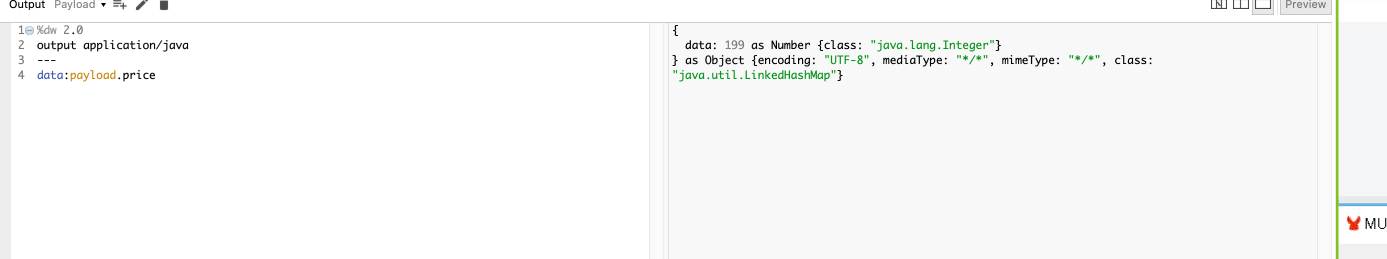 Output Payload
Preview
1 %dw 2.0
2 output application/java
3 ---
4 data:payload.price
{
  data: 199 as Number {class: "java.lang.Integer"}
} as Object {encoding: "UTF-8", mediaType: "*/*", mimeType: "*/*", class:
"java.util.LinkedHashMap"}
MU